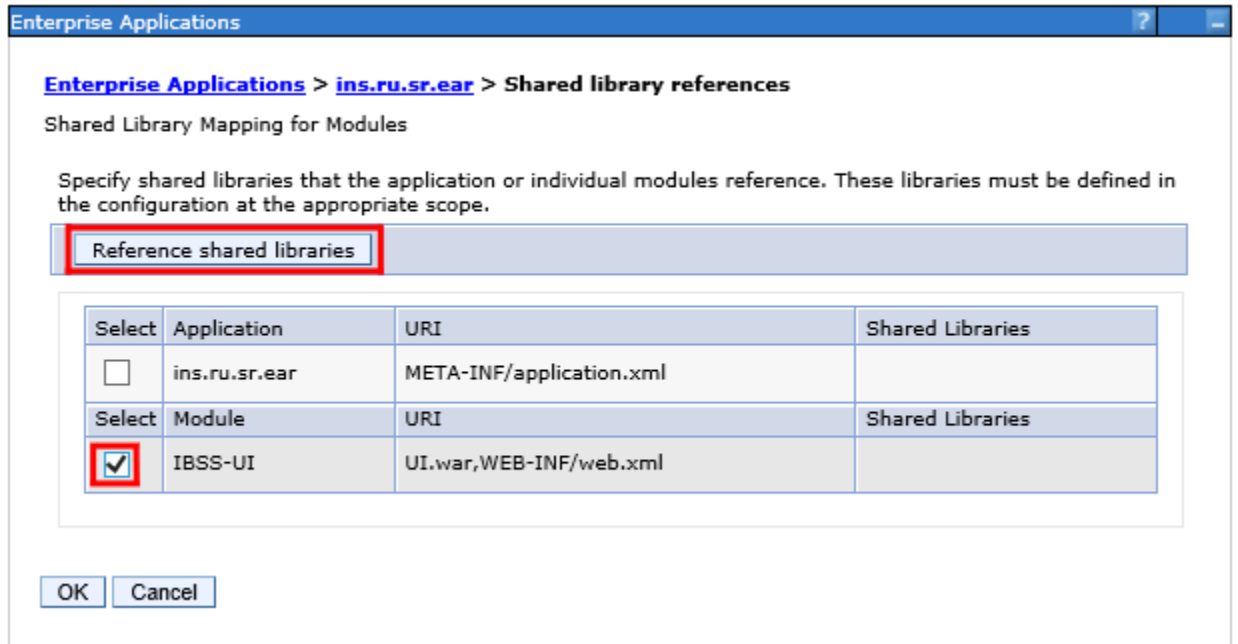 Enterprise Applications ? –
Enterprise Applications > ins.ru.sr.ear > Shared library references
Shared Library Mapping for Modules
Specify shared libraries that the application or individual modules reference. These libraries must be defined in
the configuration at the appropriate scope.
Reference shared libraries
Select Application URI Shared Libraries
ins.ru.sr.ear META-INF/application.xml
Select Module URI Shared Libraries
IBSS-UI UI.war,WEB-INF/web.xml
OK Cancel